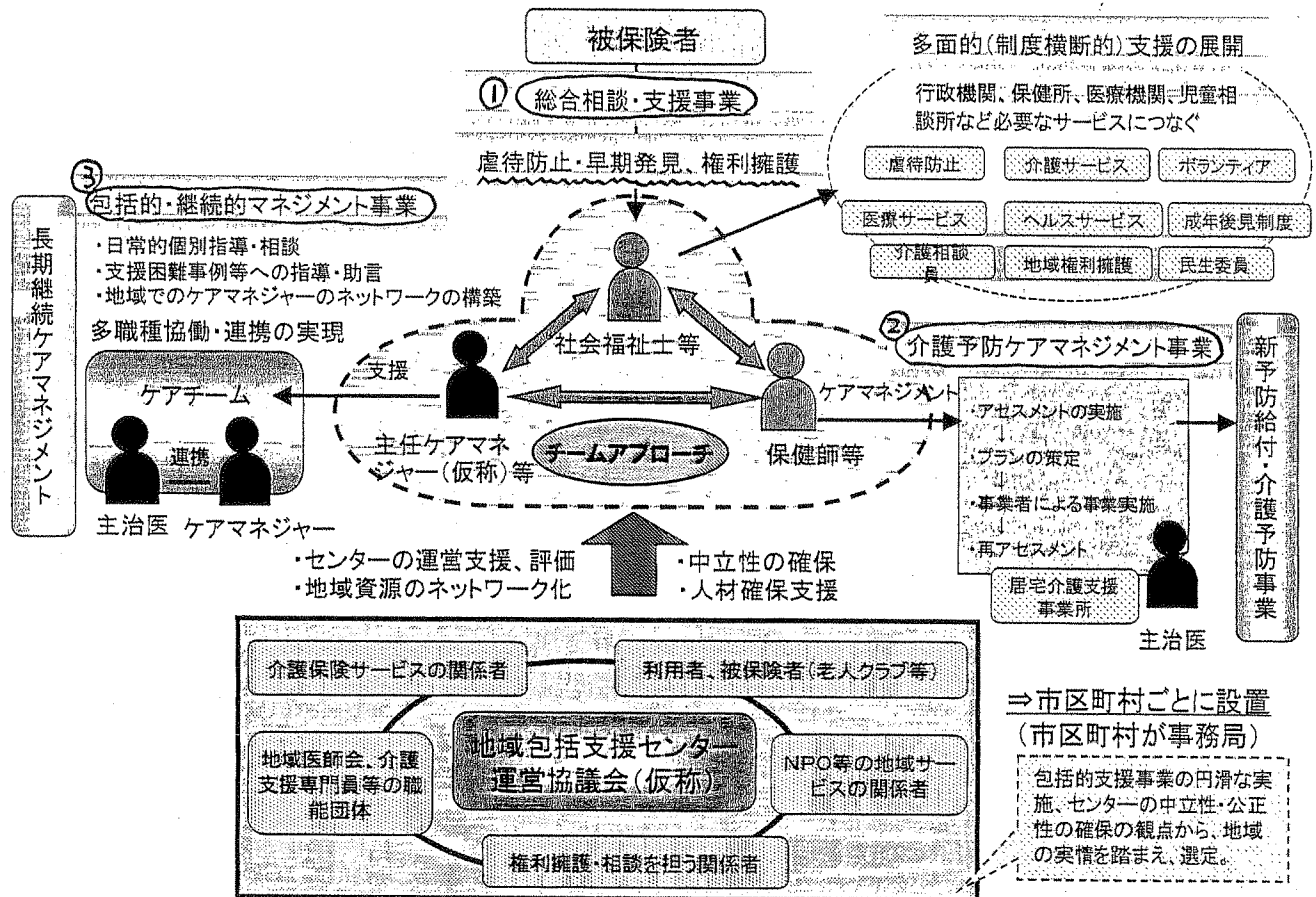 被保険者
① 総合相談・支援事業
虐待防止・早期発見、権利擁護
多面的(制度横断的)支援の展開
行政機関、保健所、医療機関、児童相
談所など必要なサービスにつなぐ
虐待防止
介護サービス
ボランティア
医療サービス
ヘルスサービス
成年後見制度
介護相談
員
地域権利擁護
民生委員
③
包括的・継続的マネジメント事業
・日常的個別指導・相談
・支援困難事例等への指導・助言
・地域でのケアマネジャーのネットワークの構築
多職種協働・連携の実現
長期継続ケアマネジメント
ケアチーム
連携
主治医
ケアマネジャー
支援
社会福祉士等
主任ケアマネ
ジャー(仮称)等
チームアプローチ
保健師等
ケアマネジメント
②
介護予防ケアマネジメント事業
・アセスメントの実施
↓
・プランの策定
↓
・事業者による事業実施
↓
・再アセスメント
居宅介護支援
事業所
主治医
新予防給付・介護予防事業
・センターの運営支援、評価
・地域資源のネットワーク化
・中立性の確保
・人材確保支援
介護保険サービスの関係者
利用者、被保険者(老人クラブ等)
地域医師会、介護
支援専門員等の職
能団体
地域包括支援センター
運営協議会(仮称)
NPO等の地域サー
ビスの関係者
権利擁護・相談を担う関係者
⇒市区町村ごとに設置
(市区町村が事務局)
包括的支援事業の円滑な実
施、センターの中立性・公正
性の確保の観点から、地域
の実情を踏まえ、選定。